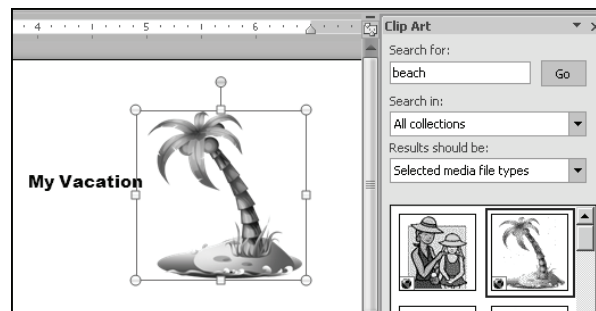 4 5 6
My Vacation
Clip Art
Search for:
beach
Go
Search in:
All collections
Results should be:
Selected media file types